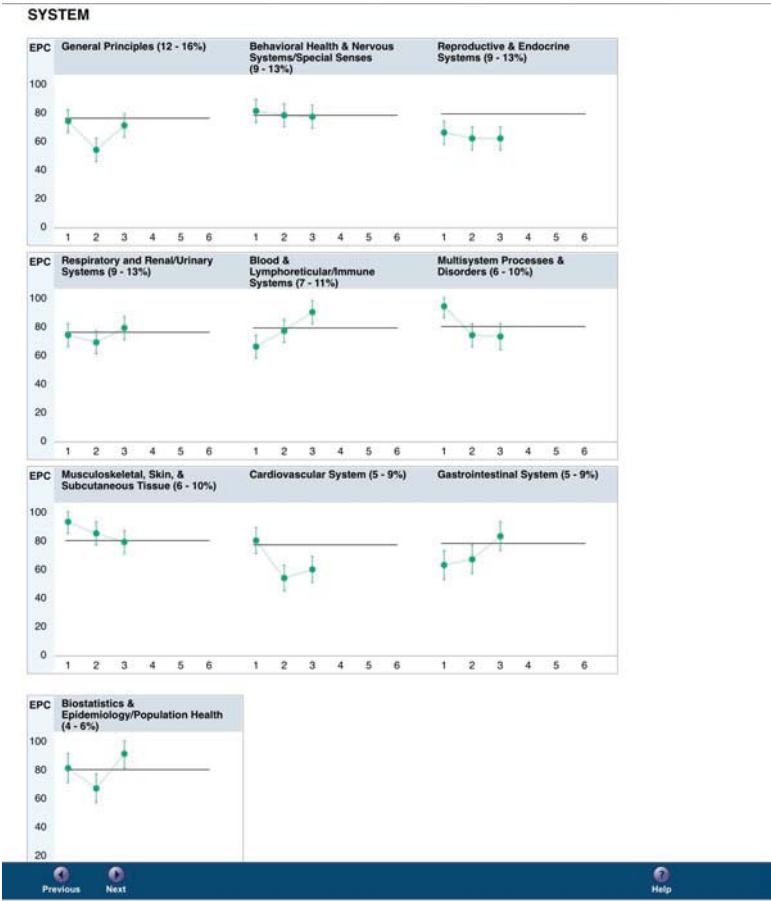 SYSTEM
EPC General Principles (12 - 16%) Behavioral Health & Nervous Reproductive & Endocrine
Systems/Special Senses Systems (9 - 13%)
(9 - 13%)
100
80
60
40
20
0
1 2 3 4 5 6 1 2 3 4 5 6 1 2 3 4 5 6
EPC Respiratory and Renal/Urinary Blood & Multisystem Processes &
Systems (9 - 13%) Lymphoreticular/Immune Disorders (6 - 10%)
Systems (7 - 11%)
100
80
60
40
20
0
1 2 3 4 5 6 1 2 3 4 5 6 1 2 3 4 5 6
EPC Musculoskeletal, Skin, & Cardiovascular System (5 - 9%) Gastrointestinal System (5 - 9%)
Subcutaneous Tissue (6 - 10%)
100
80
60
40
20
0
1 2 3 4 5 6 1 2 3 4 5 6 1 2 3 4 5 6
EPC Biostatistics &
Epidemiology/Population Health
(4 - 6%)
100
80
60
40
20
Previous Next Help